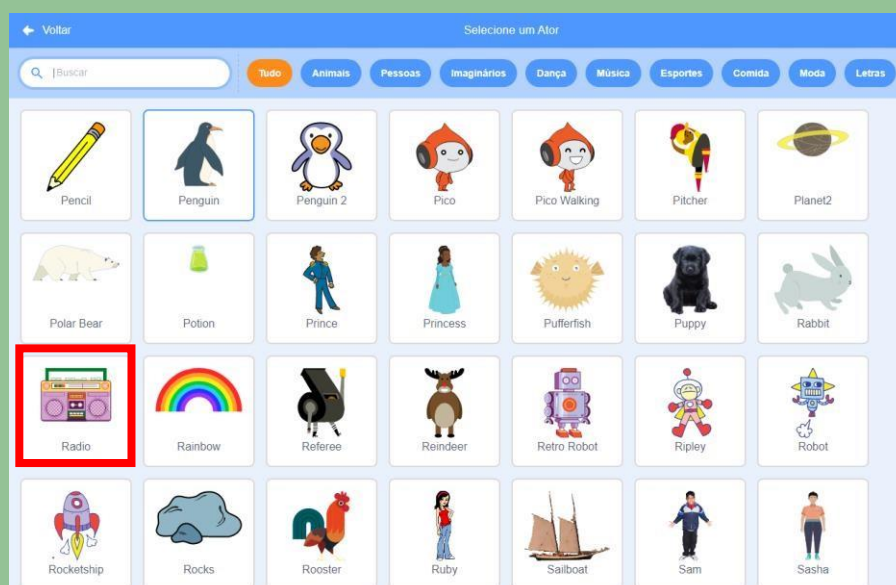 Voltar
Selecione um Ator
Buscar
Tudo Animais Pessoas Imaginários Dança Música Esportes Comida Moda Letras
Pencil Penguin Penguin 2 Pico Pico Walking Pitcher Planet2
Polar Bear Potion Prince Princess Pufferfish Puppy Rabbit
Radio Rainbow Referee Reindeer Retro Robot Ripley Robot
Rocketship Rocks Rooster Ruby Sailboat Sam Sasha